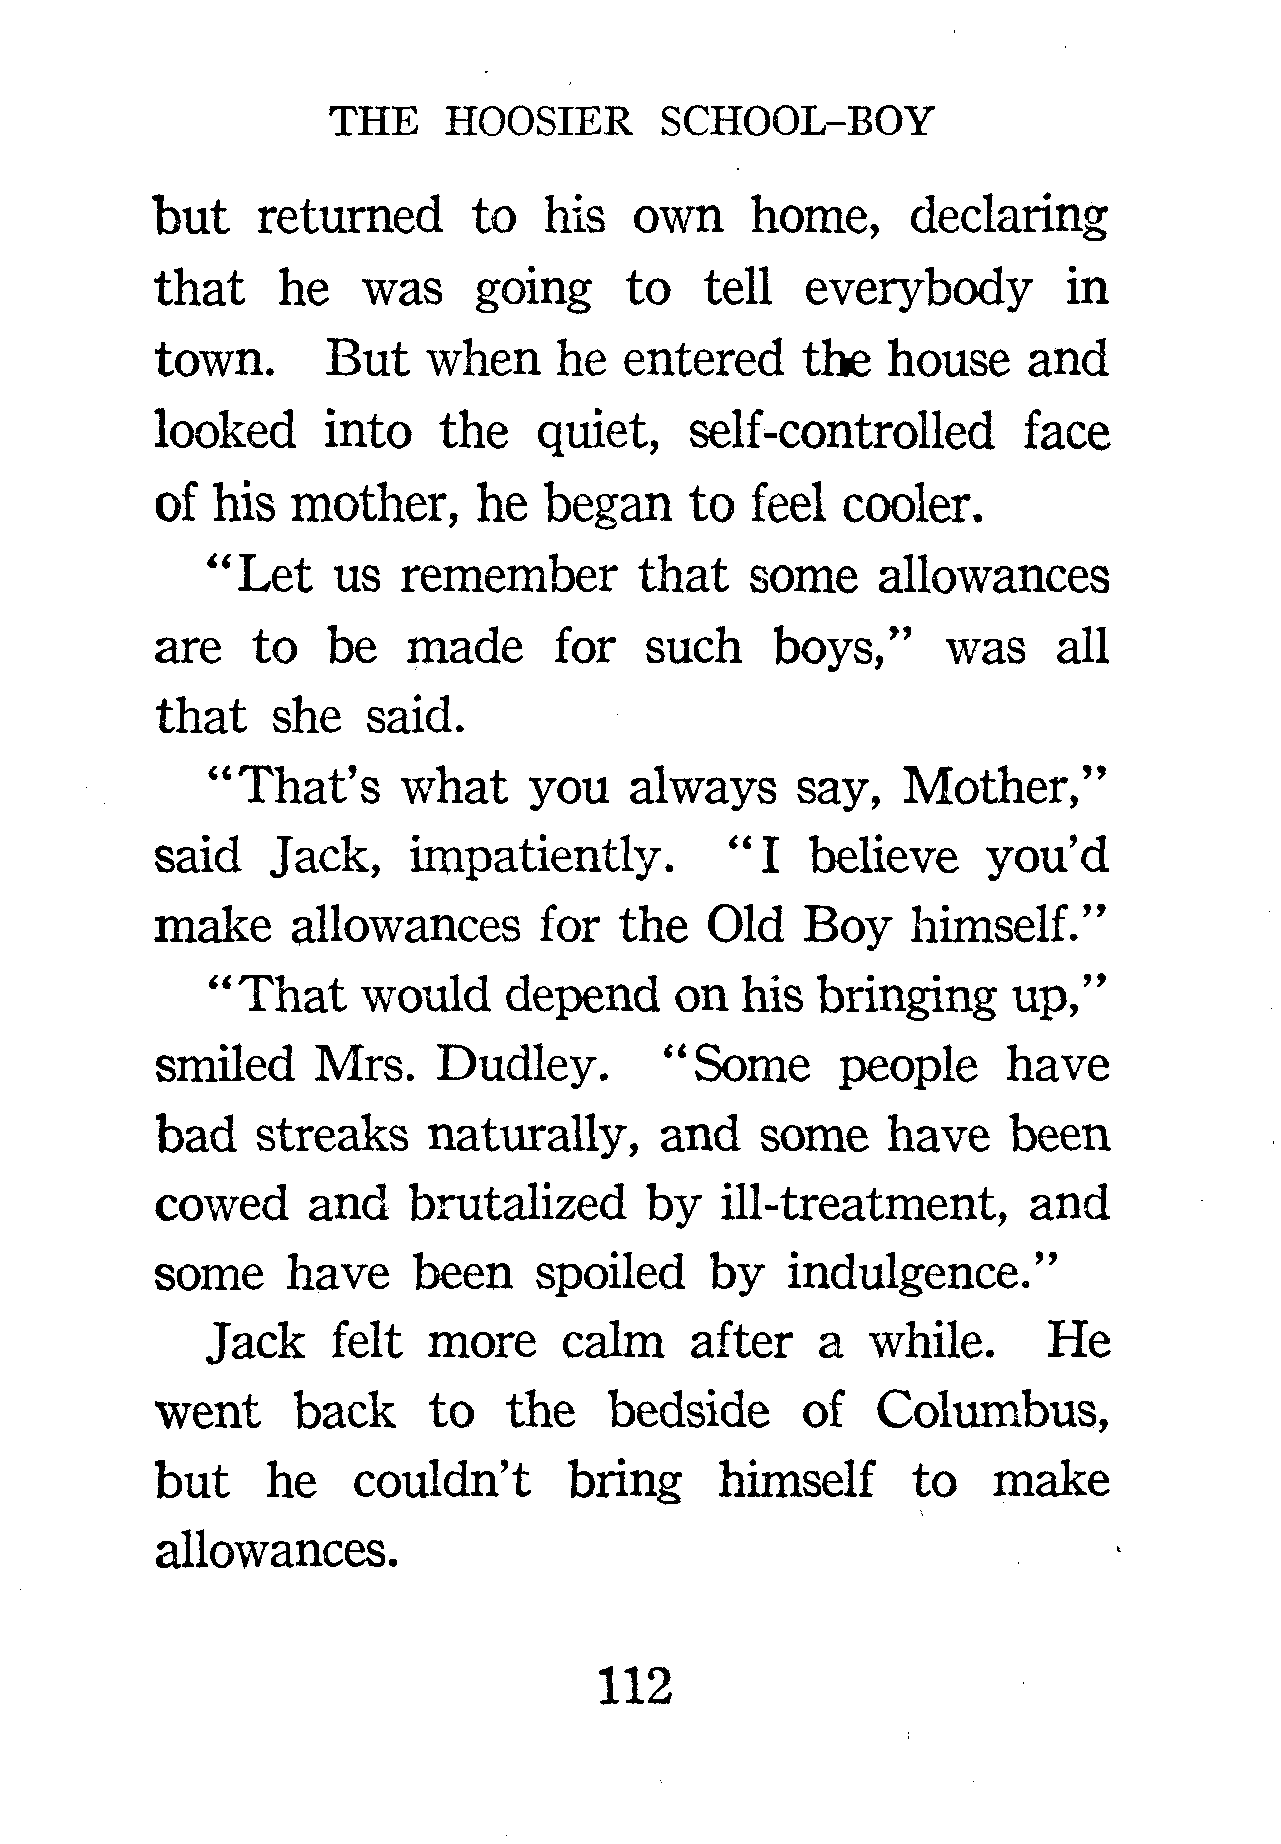 THE HOOSIER SCHOOL-BOY
but returned to his own home, declaring
that he was going to tell everybody in
town. But when he entered the house and
looked into the quiet, self-controlled face
of his mother, he began to feel cooler.
"Let us remember that some allowances
are to be made for such boys," was all
that she said.
"That's what you always say, Mother,"
said Jack, impatiently. "I believe you'd
make allowances for the Old Boy himself."
"That would depend on his bringing up,"
smiled Mrs. Dudley. "Some people have
bad streaks naturally, and some have been
cowed and brutalized by ill-treatment, and
some have been spoiled by indulgence."
Jack felt more calm after a while. He
went back to the bedside of Columbus,
but he couldn't bring himself to make
allowances.
112